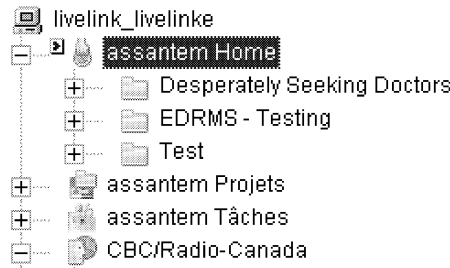 livelink_livelinke
assantem Home
Desperately Seeking Doctors
EDRMS - Testing
Test
assantem Projets
assantem Tâches
CBC/Radio-Canada